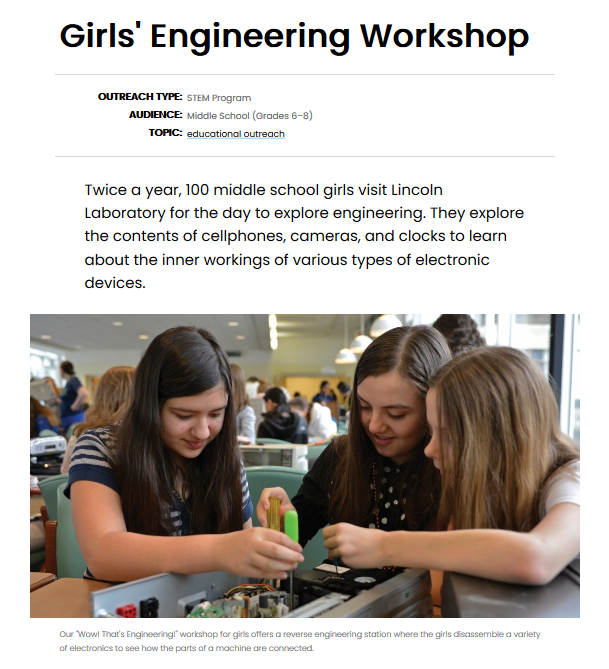 Girls' Engineering Workshop
OUTREACH TYPE: STEM Program
AUDIENCE: Middle School (Grades 6–8)
TOPIC: educational outreach
Twice a year, 100 middle school girls visit Lincoln
Laboratory for the day to explore engineering. They explore
the contents of cellphones, cameras, and clocks to learn
about the inner workings of various types of electronic
devices.
Our "Wow! That's Engineering!" workshop for girls offers a reverse engineering station where the girls disassemble a variety
of electronics to see how the parts of a machine are connected.